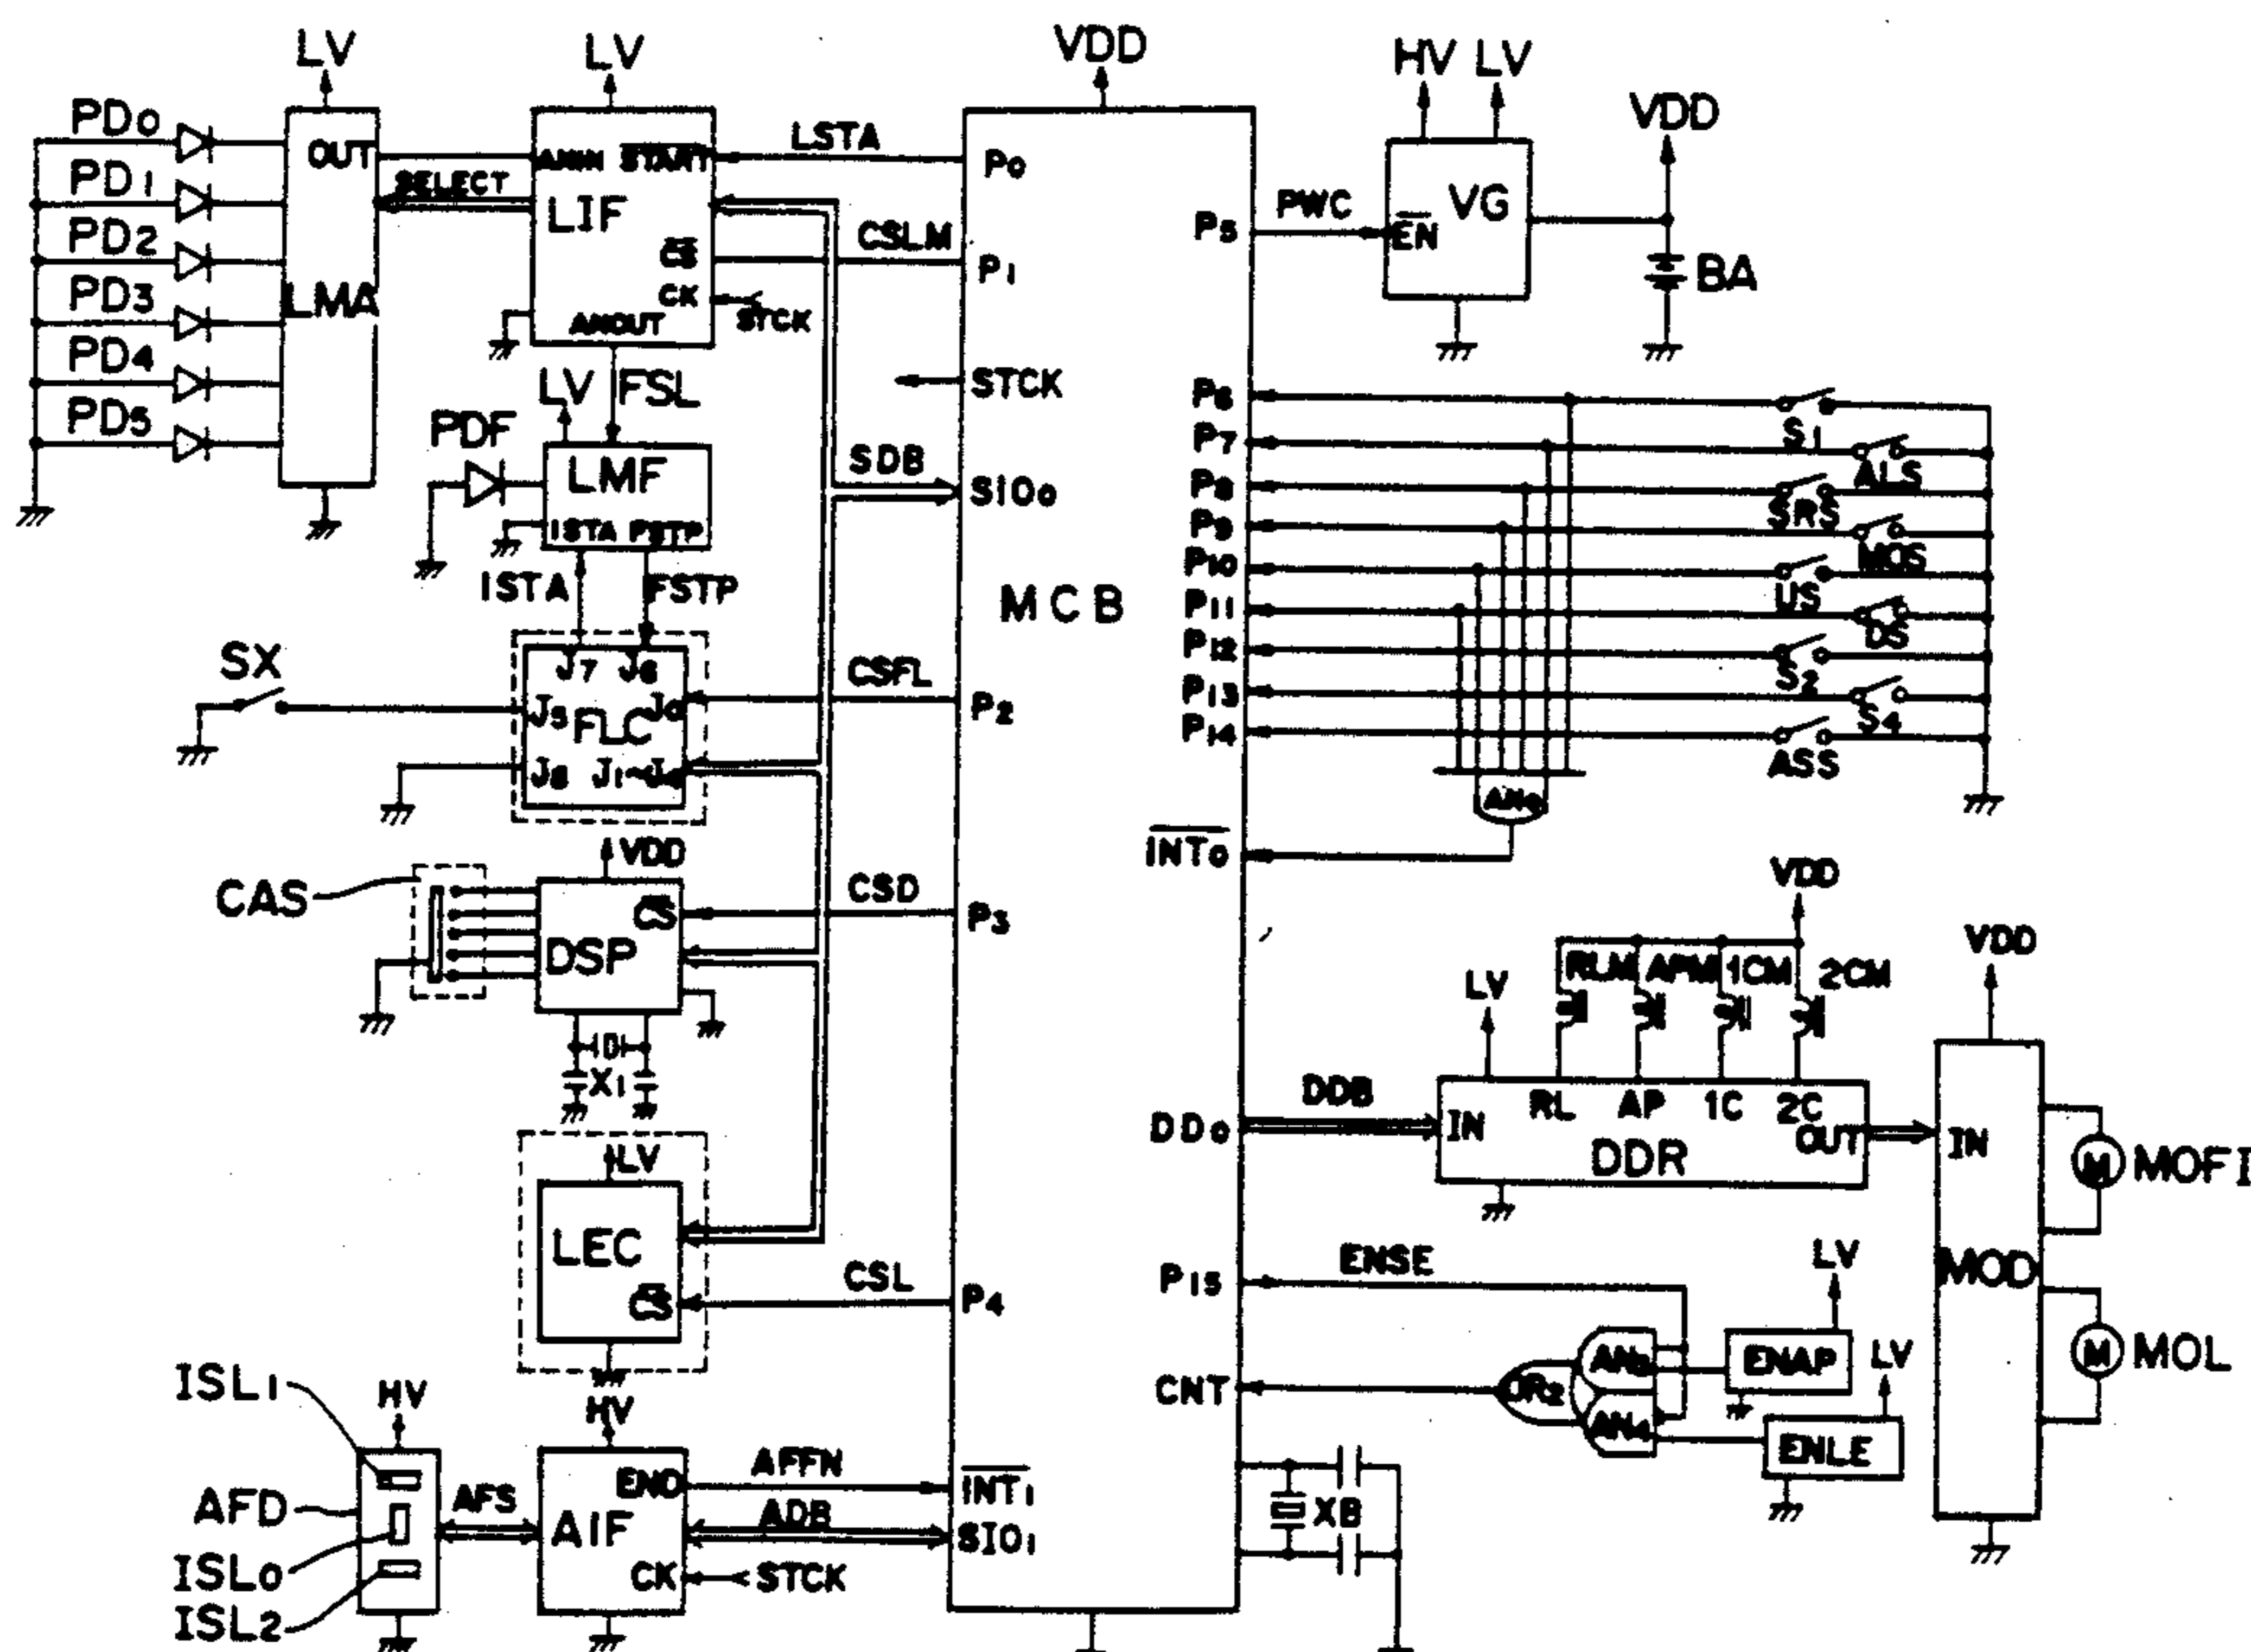 LV
LV
VDD
HV LV
VDD
PD0
PD1
PD2
PD3
PD4
PD5
OUT
LMA
SELECT
ANIN START
LIF
CS
CK
STCK
ANOUT
LSTA
P0
CSLM
P1
STCK
P5
PWC
EN
VG
BA
LV
FSL
PDF
LMF
ISTA FSTP
ISTA
FSTP
SDB
SIO0
MCB
P6
P7
P8
P9
P10
P11
P12
P13
P14
S1
ALS
SRS
MOS
US
DS
S2
S4
ASS
AN0
INT0
SX
J7 J6
J5 J0
FLC
J8 J1~J4
CSFL
P2
VDD
CAS
CS
DSP
X1
CSD
P3
LV
LEC
CS
CSL
P4
VDD
RLM APM 1CM 2CM
LV
DDB
DD0
IN
RL AP 1C 2C
OUT
DDR
VDD
IN
MOD
M
MOFI
M
MOL
P15
ENSE
LV
ENAP
LV
ENLE
OR2
AN4
CNT
XB
ISL1
HV
HV
AFD
AFS
END
AIF
CK
STCK
AFFN
ADB
INT1
SIO1
ISL0
ISL2